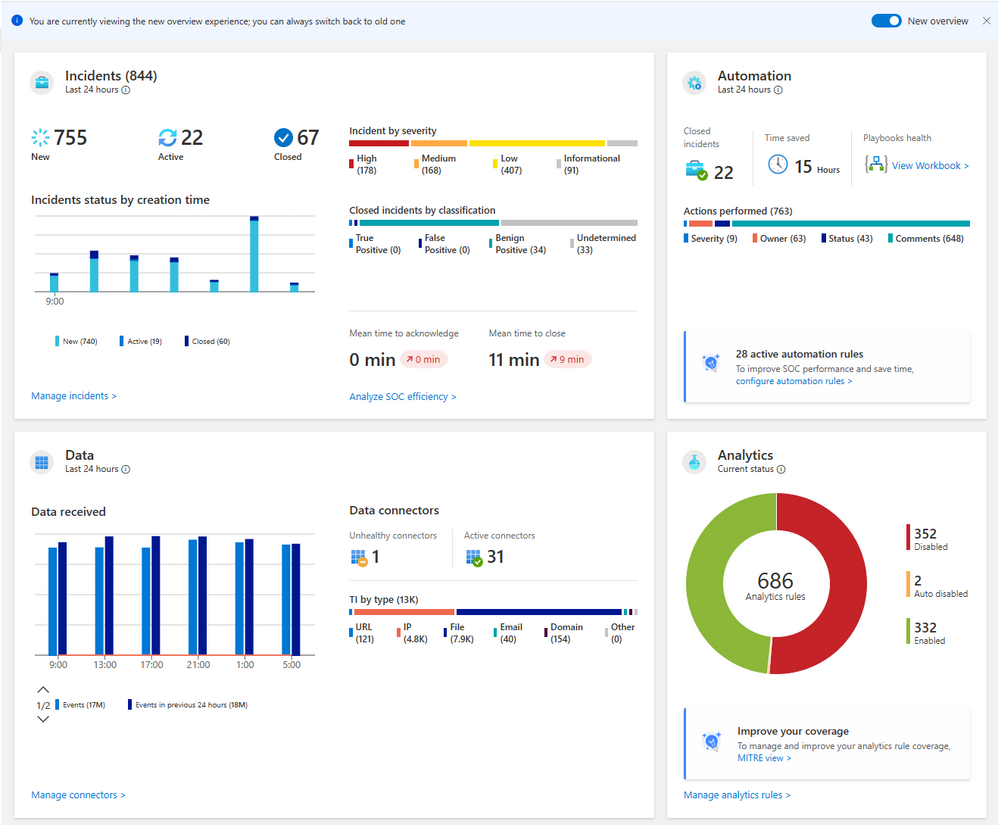 You are currently viewing the new overview experience; you can always switch back to old one
New overview
Incidents (844)
Last 24 hours
755
New
22
Active
67
Closed
Incidents status by creation time
9:00
New (740)
Active (19)
Closed (60)
Manage incidents >
Incident by severity
High
(178)
Medium
(168)
Low
(407)
Informational
(91)
Closed incidents by classification
True
Positive (0)
False
Positive (0)
Benign
Positive (34)
Undetermined
(33)
Mean time to acknowledge
0 min 0 min
Mean time to close
11 min 9 min
Analyze SOC efficiency >
Automation
Last 24 hours
Closed
incidents
22
Time saved
15 Hours
Playbooks health
View Workbook >
Actions performed (763)
Severity (9)
Owner (63)
Status (43)
Comments (648)
28 active automation rules
To improve SOC performance and save time,
configure automation rules >
Data
Last 24 hours
Data received
9:00
13:00
17:00
21:00
1:00
5:00
1/2
Events (17M)
Events in previous 24 hours (18M)
Manage connectors >
Data connectors
Unhealthy connectors
1
Active connectors
31
TI by type (13K)
URL
(121)
IP
(4.8K)
File
(7.9K)
Email
(40)
Domain
(154)
Other
(0)
Analytics
Current status
686
Analytics rules
352
Disabled
2
Auto disabled
332
Enabled
Improve your coverage
To manage and improve your analytics rule coverage,
MITRE view >
Manage analytics rules >